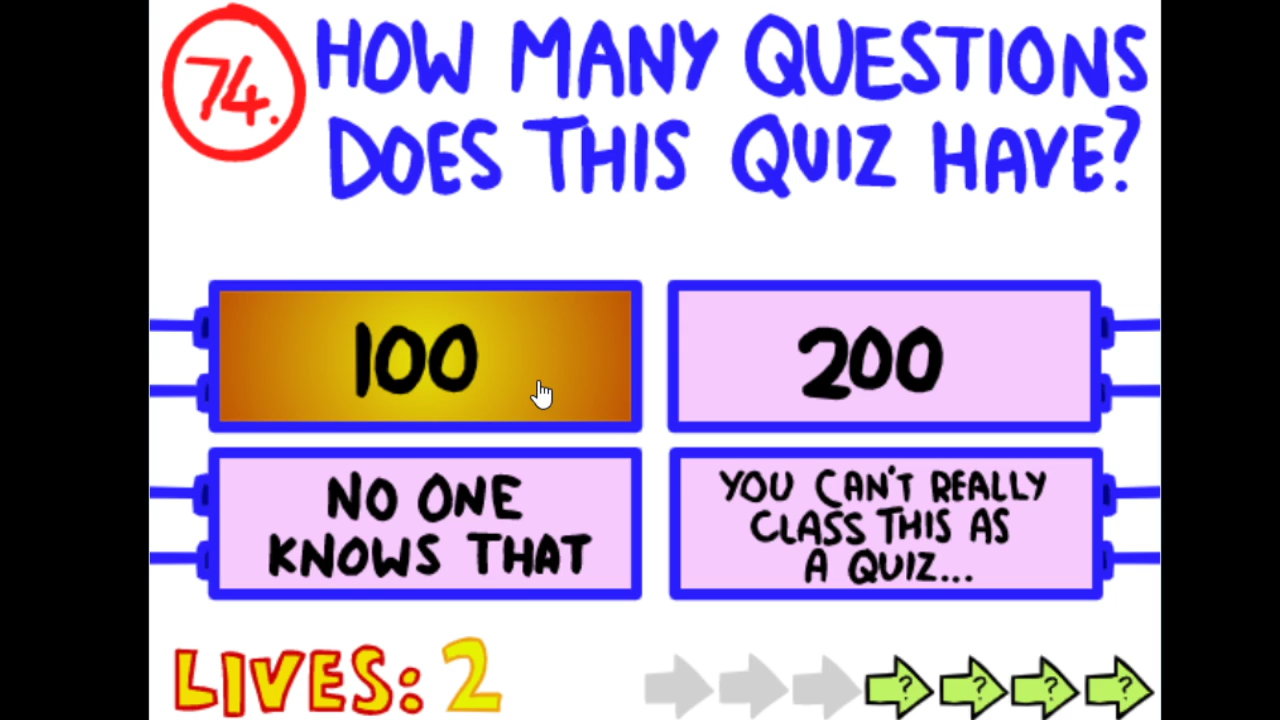 74.
HOW MANY QUESTIONS
DOES THIS QUIZ HAVE?
100
200
NO ONE
KNOWS THAT
YOU CAN'T REALLY
CLASS THIS AS
A QUIZ...
LIVES: 2
? ? ? ?